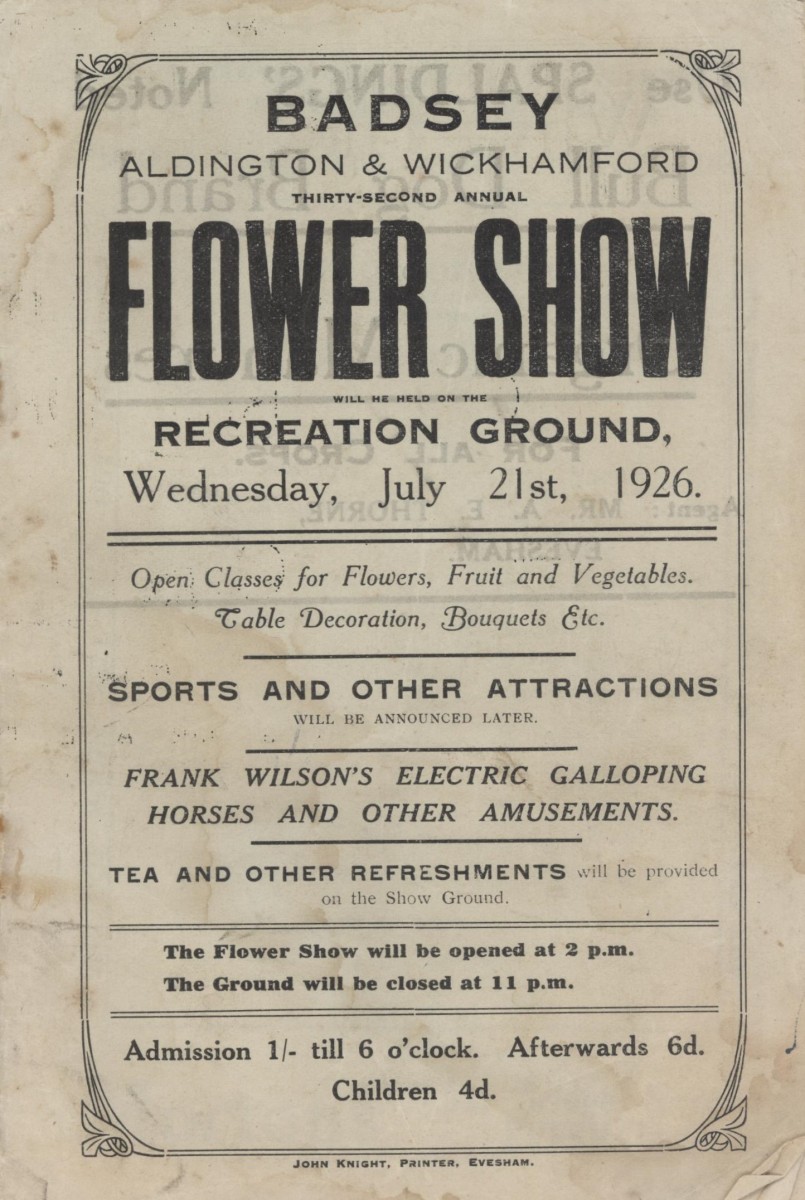 BADSEY
ALDINGTON & WICKHAMFORD
THIRTY-SECOND ANNUAL
FLOWER SHOW
WILL HE HELD ON THE
RECREATION GROUND,
Wednesday, July 21st, 1926.
Open Classes for Flowers, Fruit and Vegetables.
Table Decoration, Bouquets Etc.
SPORTS AND OTHER ATTRACTIONS
WILL BE ANNOUNCED LATER.
FRANK WILSON'S ELECTRIC GALLOPING
HORSES AND OTHER AMUSEMENTS.
TEA AND OTHER REFRESHMENTS will be provided
on the Show Ground.
The Flower Show will be opened at 2 p.m.
The Ground will be closed at 11 p.m.
Admission 1/- till 6 o'clock. Afterwards 6d.
Children 4d.
JOHN KNIGHT, PRINTER, EVESHAM.